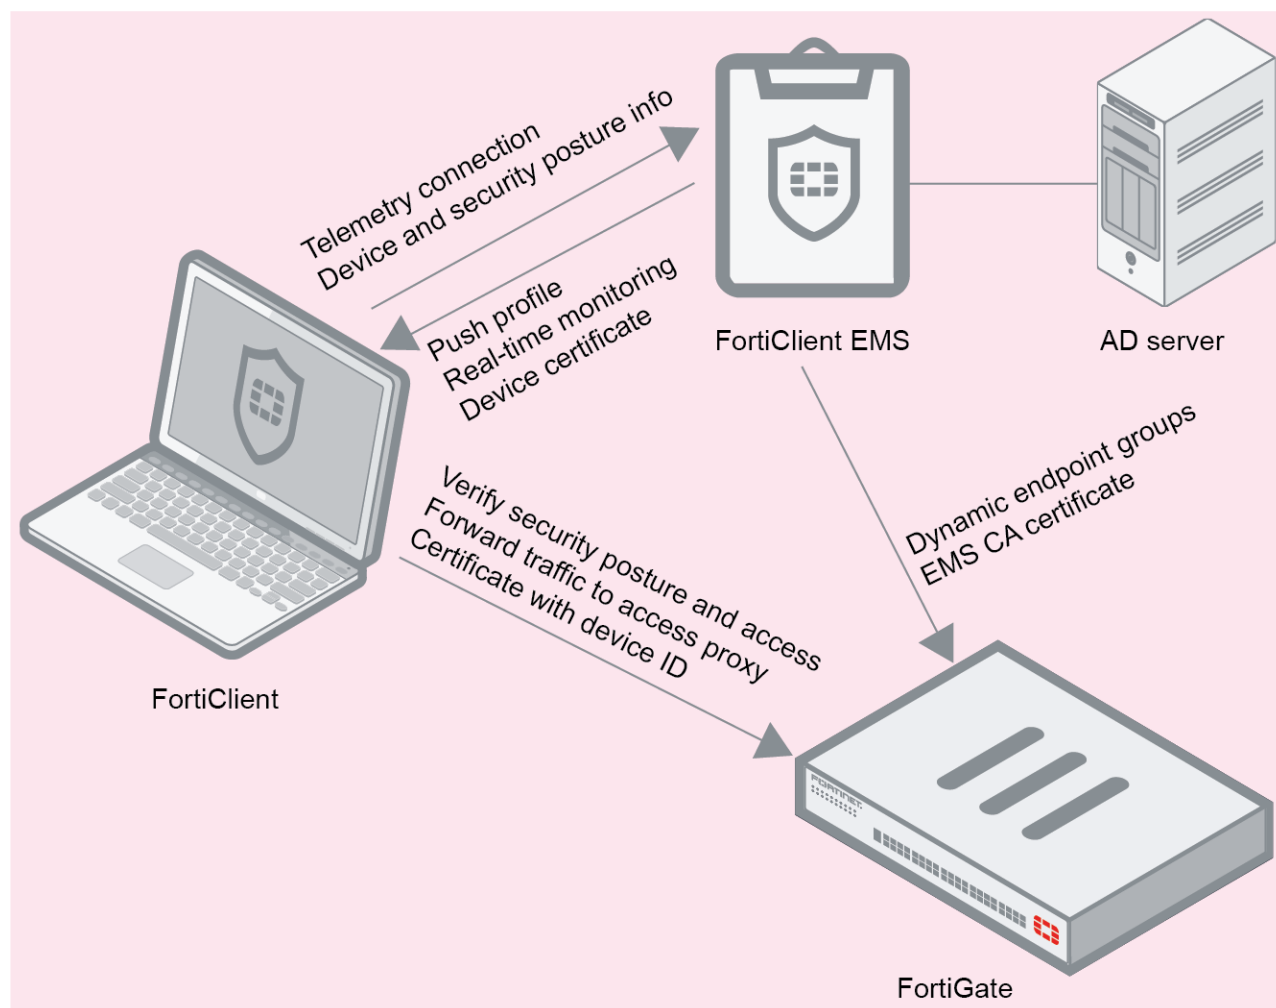 Telemetry connection
Device and security posture info
Push profile
Real-time monitoring
Device certificate
FortiClient EMS
AD server
Dynamic endpoint groups
EMS CA certificate
Verify security posture and access
Forward traffic to access proxy
Certificate with device ID
FortiClient
FORTINET
FortiGate